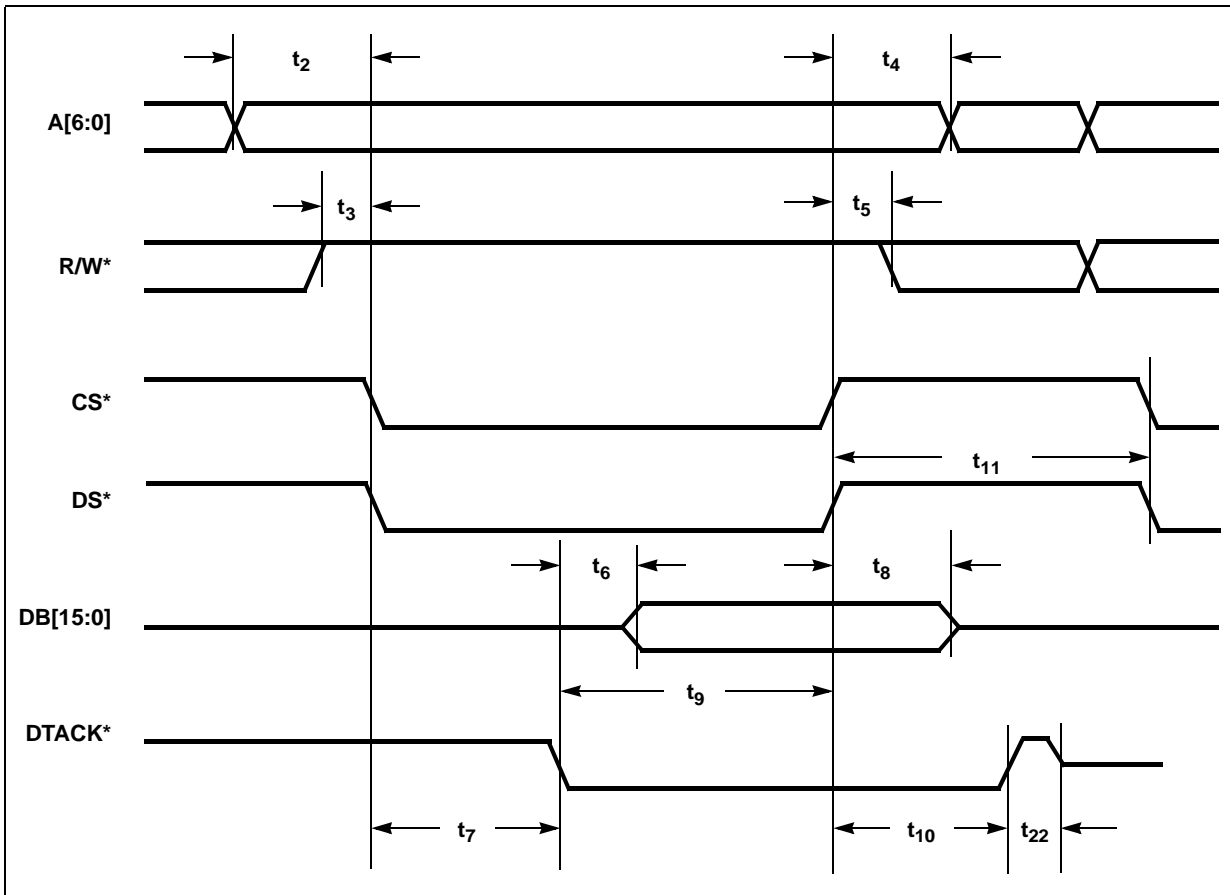 t2
t4
A[6:0]
t3
t5
R/W*
CS*
t11
DS*
t6
t8
DB[15:0]
t9
DTACK*
t7
t10
t22